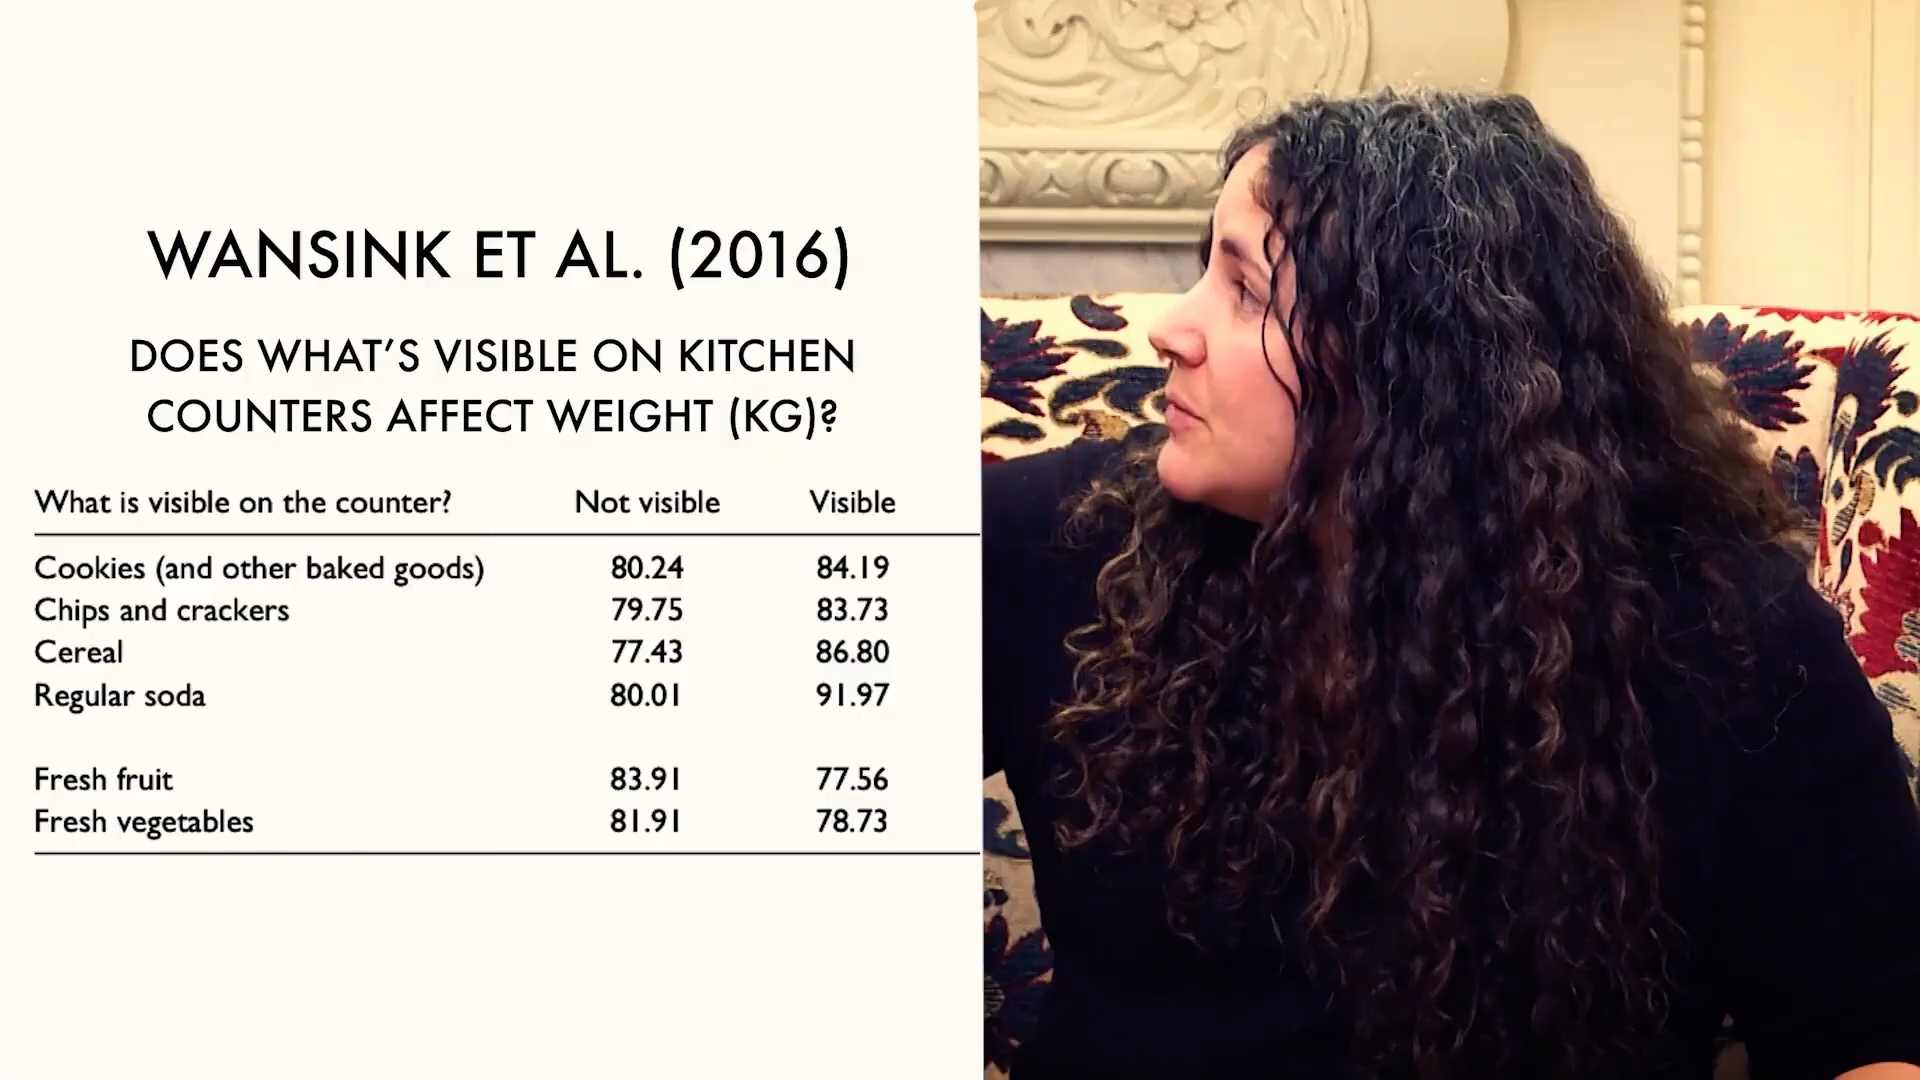 WANSINK ET AL. (2016)
DOES WHAT'S VISIBLE ON KITCHEN
COUNTERS AFFECT WEIGHT (KG)?
What is visible on the counter? Not visible Visible
Cookies (and other baked goods) 80.24 84.19
Chips and crackers 79.75 83.73
Cereal 77.43 86.80
Regular soda 80.01 91.97
Fresh fruit 83.91 77.56
Fresh vegetables 81.91 78.73